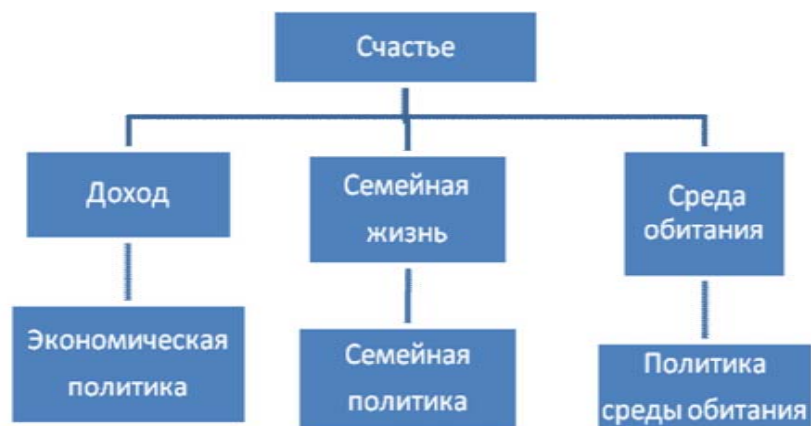 Счастье
Доход
Семейная
жизнь
Среда
обитания
Экономическая
политика
Семейная
политика
Политика
среды обитания